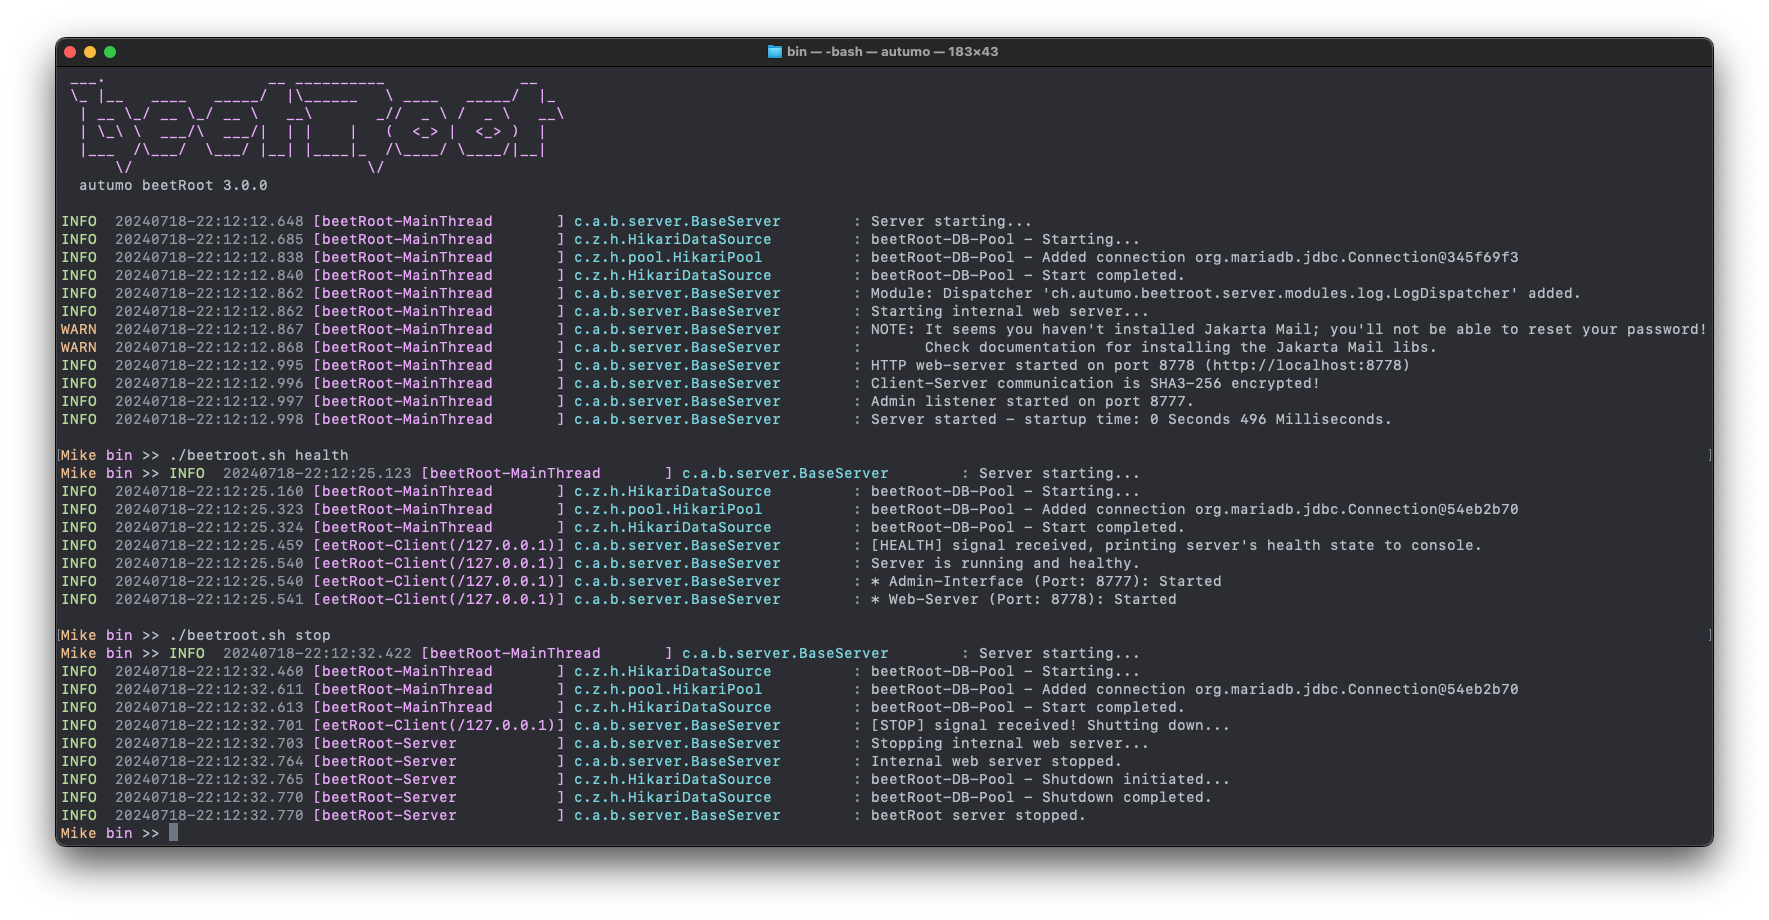 bin — -bash — autumo — 183×43
 ___.                  __ __________               __
 \_ |__   ____   _____/  |\______   \ ____   _____/  |_
  | __ \_/ __ \_/ __ \   __\       _//  _ \ /  _ \   __\
  | \_\ \  ___/\  ___/|  | |    |   (  <_> |  <_> )  |
  |___  /\___/  \___/ |__| |____|_  /\____/ \____/|__|
      \/                          \/
  autumo beetRoot 3.0.0
INFO  20240718-22:12:12.648 [beetRoot-MainThread       ] c.a.b.server.BaseServer        : Server starting...
INFO  20240718-22:12:12.685 [beetRoot-MainThread       ] c.z.h.HikariDataSource         : beetRoot-DB-Pool - Starting...
INFO  20240718-22:12:12.838 [beetRoot-MainThread       ] c.z.h.pool.HikariPool          : beetRoot-DB-Pool - Added connection org.mariadb.jdbc.Connection@345f69f3
INFO  20240718-22:12:12.840 [beetRoot-MainThread       ] c.z.h.HikariDataSource         : beetRoot-DB-Pool - Start completed.
INFO  20240718-22:12:12.862 [beetRoot-MainThread       ] c.a.b.server.BaseServer        : Module: Dispatcher 'ch.autumo.beetroot.server.modules.log.LogDispatcher' added.
INFO  20240718-22:12:12.862 [beetRoot-MainThread       ] c.a.b.server.BaseServer        : Starting internal web server...
WARN  20240718-22:12:12.867 [beetRoot-MainThread       ] c.a.b.server.BaseServer        : NOTE: It seems you haven't installed Jakarta Mail; you'll not be able to reset your password!
WARN  20240718-22:12:12.868 [beetRoot-MainThread       ] c.a.b.server.BaseServer        :       Check documentation for installing the Jakarta Mail libs.
INFO  20240718-22:12:12.995 [beetRoot-MainThread       ] c.a.b.server.BaseServer        : HTTP web-server started on port 8778 (http://localhost:8778)
INFO  20240718-22:12:12.996 [beetRoot-MainThread       ] c.a.b.server.BaseServer        : Client-Server communication is SHA3-256 encrypted!
INFO  20240718-22:12:12.997 [beetRoot-MainThread       ] c.a.b.server.BaseServer        : Admin listener started on port 8777.
INFO  20240718-22:12:12.998 [beetRoot-MainThread       ] c.a.b.server.BaseServer        : Server started - startup time: 0 Seconds 496 Milliseconds.
[Mike bin >> ./beetroot.sh health ]
Mike bin >> INFO  20240718-22:12:25.123 [beetRoot-MainThread       ] c.a.b.server.BaseServer        : Server starting...
INFO  20240718-22:12:25.160 [beetRoot-MainThread       ] c.z.h.HikariDataSource         : beetRoot-DB-Pool - Starting...
INFO  20240718-22:12:25.323 [beetRoot-MainThread       ] c.z.h.pool.HikariPool          : beetRoot-DB-Pool - Added connection org.mariadb.jdbc.Connection@54eb2b70
INFO  20240718-22:12:25.324 [beetRoot-MainThread       ] c.z.h.HikariDataSource         : beetRoot-DB-Pool - Start completed.
INFO  20240718-22:12:25.459 [eetRoot-Client(/127.0.0.1)] c.a.b.server.BaseServer        : [HEALTH] signal received, printing server's health state to console.
INFO  20240718-22:12:25.540 [eetRoot-Client(/127.0.0.1)] c.a.b.server.BaseServer        : Server is running and healthy.
INFO  20240718-22:12:25.540 [eetRoot-Client(/127.0.0.1)] c.a.b.server.BaseServer        : * Admin-Interface (Port: 8777): Started
INFO  20240718-22:12:25.541 [eetRoot-Client(/127.0.0.1)] c.a.b.server.BaseServer        : * Web-Server (Port: 8778): Started
[Mike bin >> ./beetroot.sh stop ]
Mike bin >> INFO  20240718-22:12:32.422 [beetRoot-MainThread       ] c.a.b.server.BaseServer        : Server starting...
INFO  20240718-22:12:32.460 [beetRoot-MainThread       ] c.z.h.HikariDataSource         : beetRoot-DB-Pool - Starting...
INFO  20240718-22:12:32.611 [beetRoot-MainThread       ] c.z.h.pool.HikariPool          : beetRoot-DB-Pool - Added connection org.mariadb.jdbc.Connection@54eb2b70
INFO  20240718-22:12:32.613 [beetRoot-MainThread       ] c.z.h.HikariDataSource         : beetRoot-DB-Pool - Start completed.
INFO  20240718-22:12:32.701 [eetRoot-Client(/127.0.0.1)] c.a.b.server.BaseServer        : [STOP] signal received! Shutting down...
INFO  20240718-22:12:32.703 [beetRoot-Server           ] c.a.b.server.BaseServer        : Stopping internal web server...
INFO  20240718-22:12:32.764 [beetRoot-Server           ] c.a.b.server.BaseServer        : Internal web server stopped.
INFO  20240718-22:12:32.765 [beetRoot-Server           ] c.z.h.HikariDataSource         : beetRoot-DB-Pool - Shutdown initiated...
INFO  20240718-22:12:32.770 [beetRoot-Server           ] c.z.h.HikariDataSource         : beetRoot-DB-Pool - Shutdown completed.
INFO  20240718-22:12:32.770 [beetRoot-Server           ] c.a.b.server.BaseServer        : beetRoot server stopped.
Mike bin >>